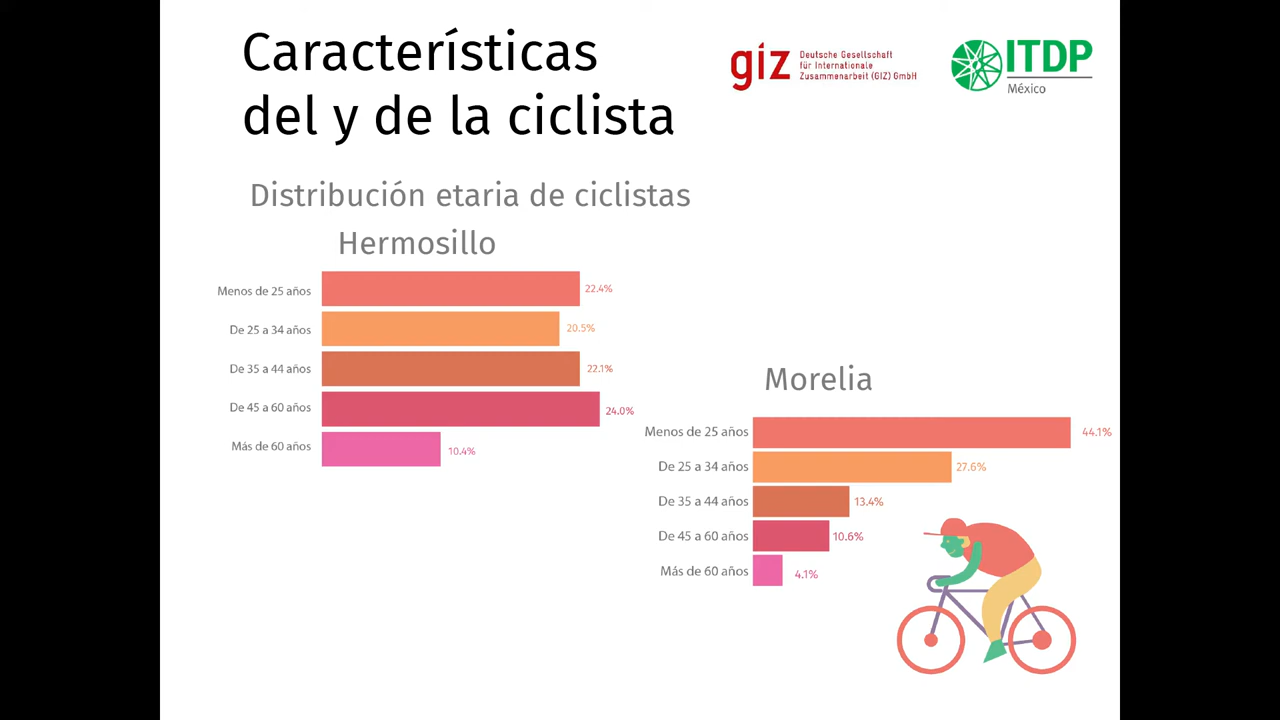 Características
del y de la ciclista
giz
Deutsche Gesellschaft
für Internationale
Zusammenarbeit (GIZ) GmbH
ITDP
México
Distribución etaria de ciclistas
Hermosillo
Menos de 25 años 22.4%
De 25 a 34 años 20.5%
De 35 a 44 años 22.1%
De 45 a 60 años 24.0%
Más de 60 años 10.4%
Morelia
Menos de 25 años 44.1%
De 25 a 34 años 27.6%
De 35 a 44 años 13.4%
De 45 a 60 años 10.6%
Más de 60 años 4.1%